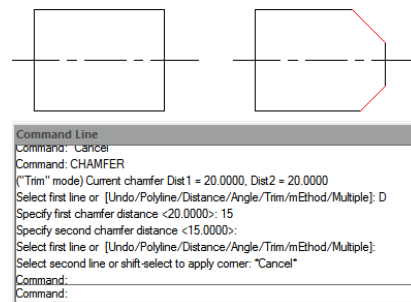 Command Line
Command: *Cancel*
Command: CHAMFER
("Trim" mode) Current chamfer Dist1 = 20.0000, Dist2 = 20.0000
Select first line or [Undo/Polyline/Distance/Angle/Trim/mEthod/Multiple]: D
Specify first chamfer distance <20.0000>: 15
Specify second chamfer distance <15.0000>:
Select first line or [Undo/Polyline/Distance/Angle/Trim/mEthod/Multiple]:
Select second line or shift-select to apply corner: *Cancel*
Command:
Command: